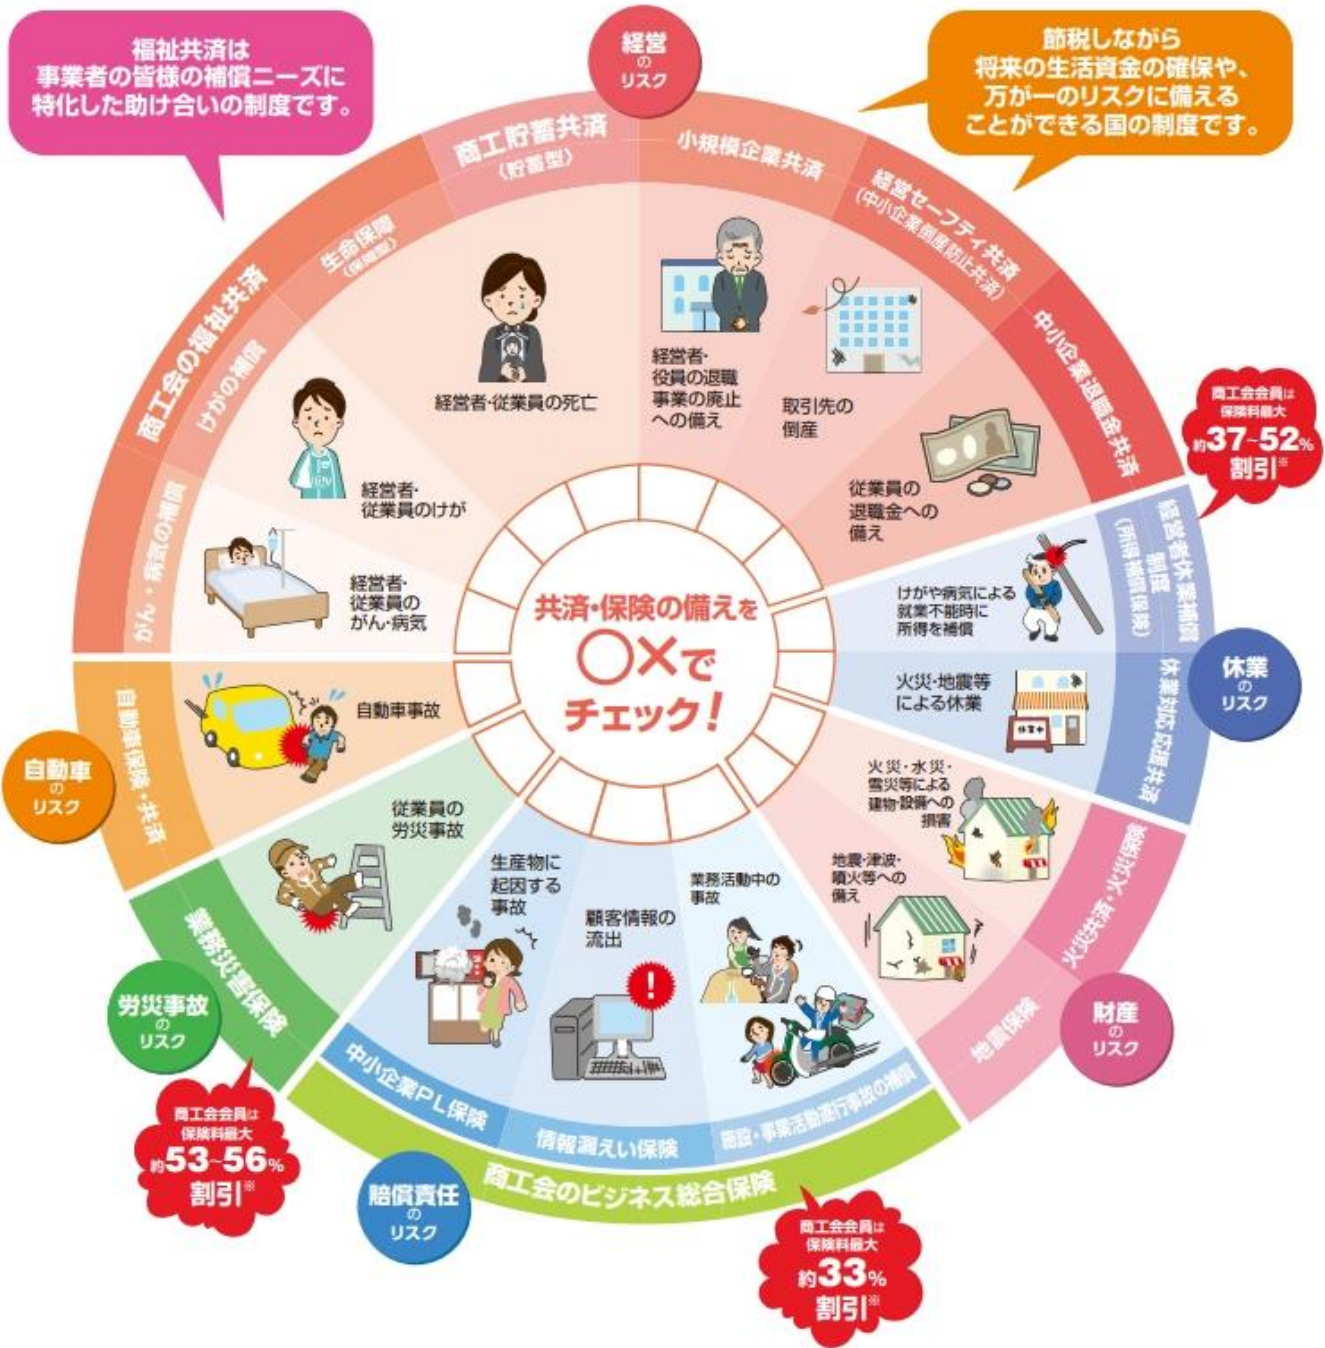 福祉共済は
事業者の皆様の補償ニーズに
特化した助け合いの制度です。
経営
の
リスク
節税しながら
将来の生活資金の確保や、
万が一のリスクに備える
ことができる国の制度です。
商工貯蓄共済
〈貯蓄型〉
小規模企業共済
経営セーフティ共済
(中小企業倒産防止共済)
中小企業退職金共済
商工会の福祉共済
生命保障
〈保障型〉
けがの補償
がん・病気の補償
経営者・従業員の死亡
経営者・
役員の退職
事業の廃止
への備え
取引先の
倒産
従業員の
退職金への
備え
経営者・
従業員のけが
経営者・
従業員の
がん・病気
商工会会員は
保険料最大
約37~52%
割引※
経営者休業補償
制度
(所得補償保険)
けがや病気による
就業不能時に
所得を補償
休業
の
リスク
休業対応応援共済
火災・地震等
による休業
休業中
共済・保険の備えを
○×で
チェック!
自動車
の
リスク
自動車保険・共済
自動車事故
火災・水災・
雪災等による
建物・設備への
損害
火災共済・火災保険
地震・津波・
噴火等への
備え
地震保険
財産
の
リスク
従業員の
労災事故
業務災害保険
労災事故
の
リスク
商工会会員は
保険料最大
約53~56%
割引※
生産物に
起因する
事故
中小企業PL保険
顧客情報の
流出
!
情報漏えい保険
業務活動中の
事故
施設・事業活動遂行事故の補償
商工会のビジネス総合保険
賠償責任
の
リスク
商工会会員は
保険料最大
約33%
割引※